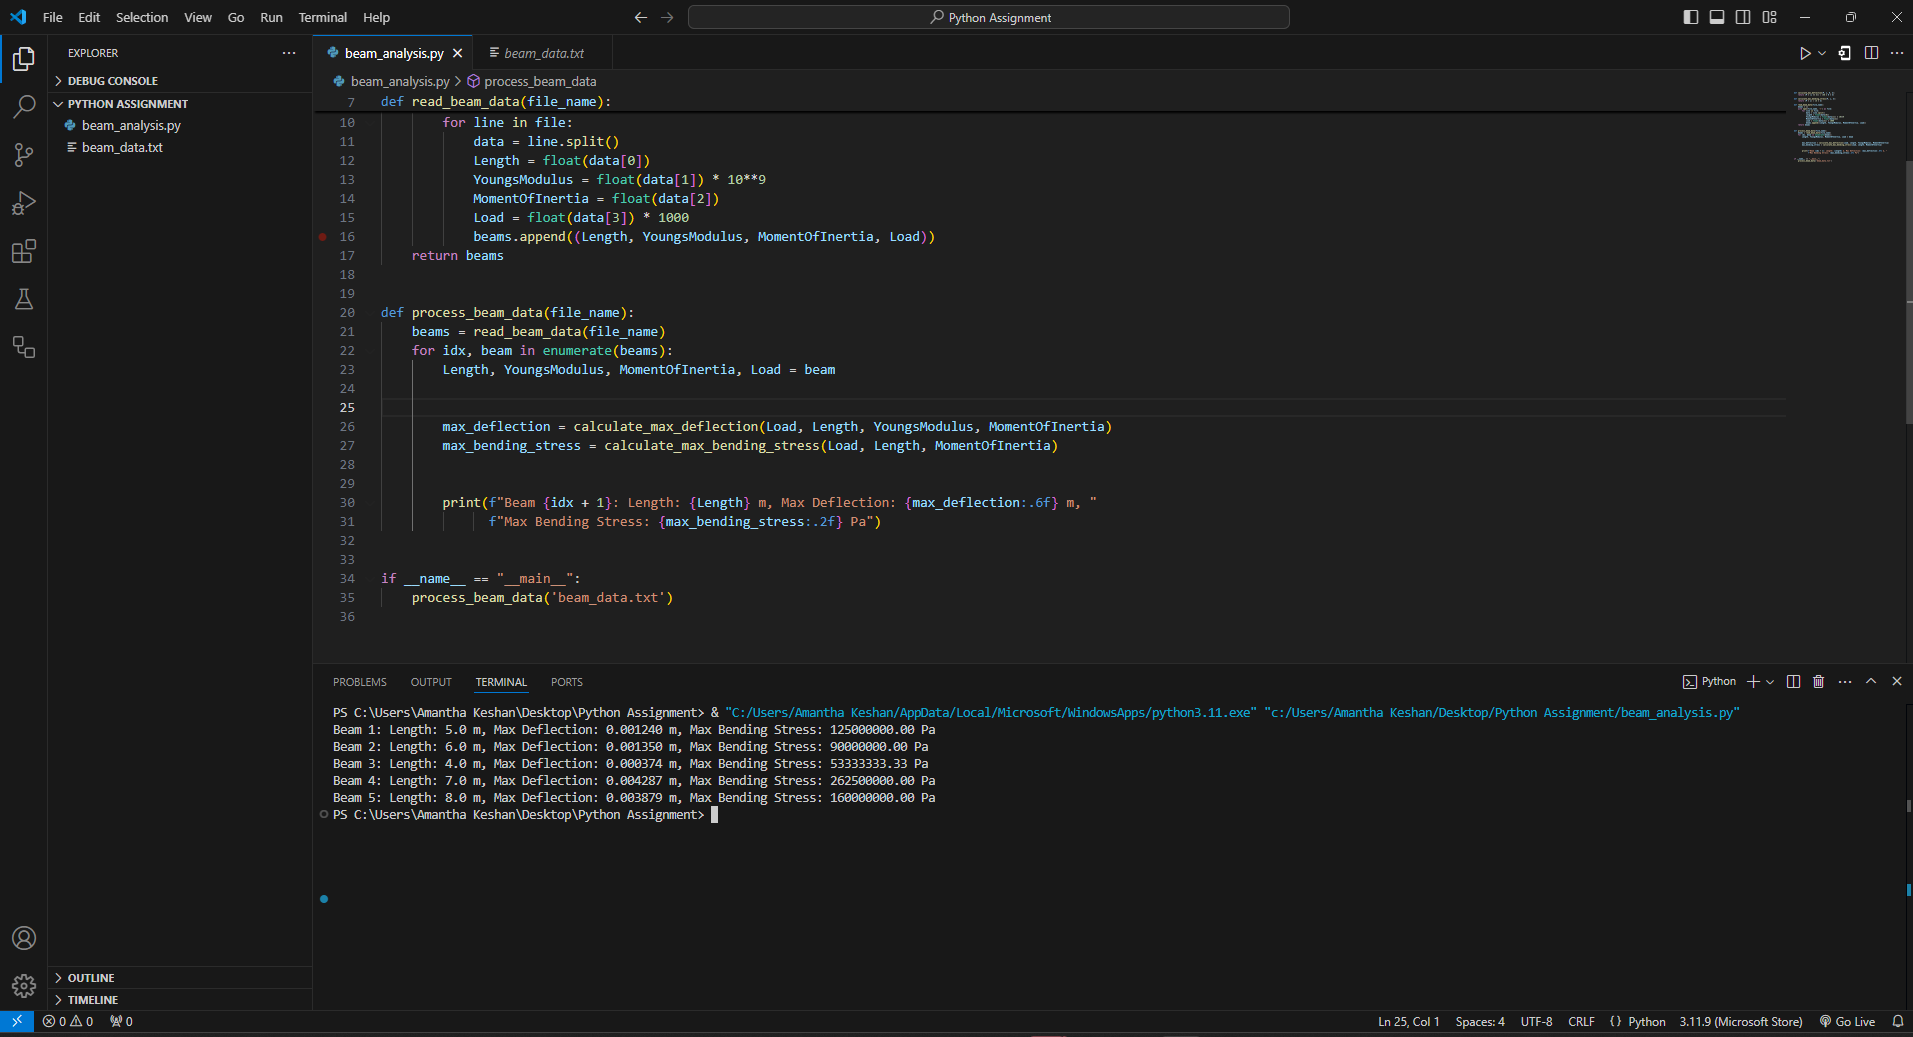 File Edit Selection View Go Run Terminal Help
Python Assignment
EXPLORER
DEBUG CONSOLE
PYTHON ASSIGNMENT
beam_analysis.py
beam_data.txt
OUTLINE
TIMELINE
beam_analysis.py
beam_data.txt
beam_analysis.py > process_beam_data
7 def read_beam_data(file_name):
10 for line in file:
11 data = line.split()
12 Length = float(data[0])
13 YoungsModulus = float(data[1]) * 10**9
14 MomentOfInertia = float(data[2])
15 Load = float(data[3]) * 1000
16 beams.append((Length, YoungsModulus, MomentOfInertia, Load))
17 return beams
18
19
20 def process_beam_data(file_name):
21 beams = read_beam_data(file_name)
22 for idx, beam in enumerate(beams):
23 Length, YoungsModulus, MomentOfInertia, Load = beam
24
25
26 max_deflection = calculate_max_deflection(Load, Length, YoungsModulus, MomentOfInertia)
27 max_bending_stress = calculate_max_bending_stress(Load, Length, MomentOfInertia)
28
29
30 print(f"Beam {idx + 1}: Length: {Length} m, Max Deflection: {max_deflection:.6f} m, "
31 f"Max Bending Stress: {max_bending_stress:.2f} Pa")
32
33
34 if __name__ == "__main__":
35 process_beam_data('beam_data.txt')
36
PROBLEMS OUTPUT TERMINAL PORTS
Python
PS C:\Users\Amantha Keshan\Desktop\Python Assignment> & "C:/Users/Amantha Keshan/AppData/Local/Microsoft/WindowsApps/python3.11.exe" "c:/Users/Amantha Keshan/Desktop/Python Assignment/beam_analysis.py"
Beam 1: Length: 5.0 m, Max Deflection: 0.001240 m, Max Bending Stress: 125000000.00 Pa
Beam 2: Length: 6.0 m, Max Deflection: 0.001350 m, Max Bending Stress: 90000000.00 Pa
Beam 3: Length: 4.0 m, Max Deflection: 0.000374 m, Max Bending Stress: 53333333.33 Pa
Beam 4: Length: 7.0 m, Max Deflection: 0.004287 m, Max Bending Stress: 262500000.00 Pa
Beam 5: Length: 8.0 m, Max Deflection: 0.003879 m, Max Bending Stress: 160000000.00 Pa
PS C:\Users\Amantha Keshan\Desktop\Python Assignment>
0 0 0
Ln 25, Col 1 Spaces: 4 UTF-8 CRLF {} Python 3.11.9 (Microsoft Store) Go Live